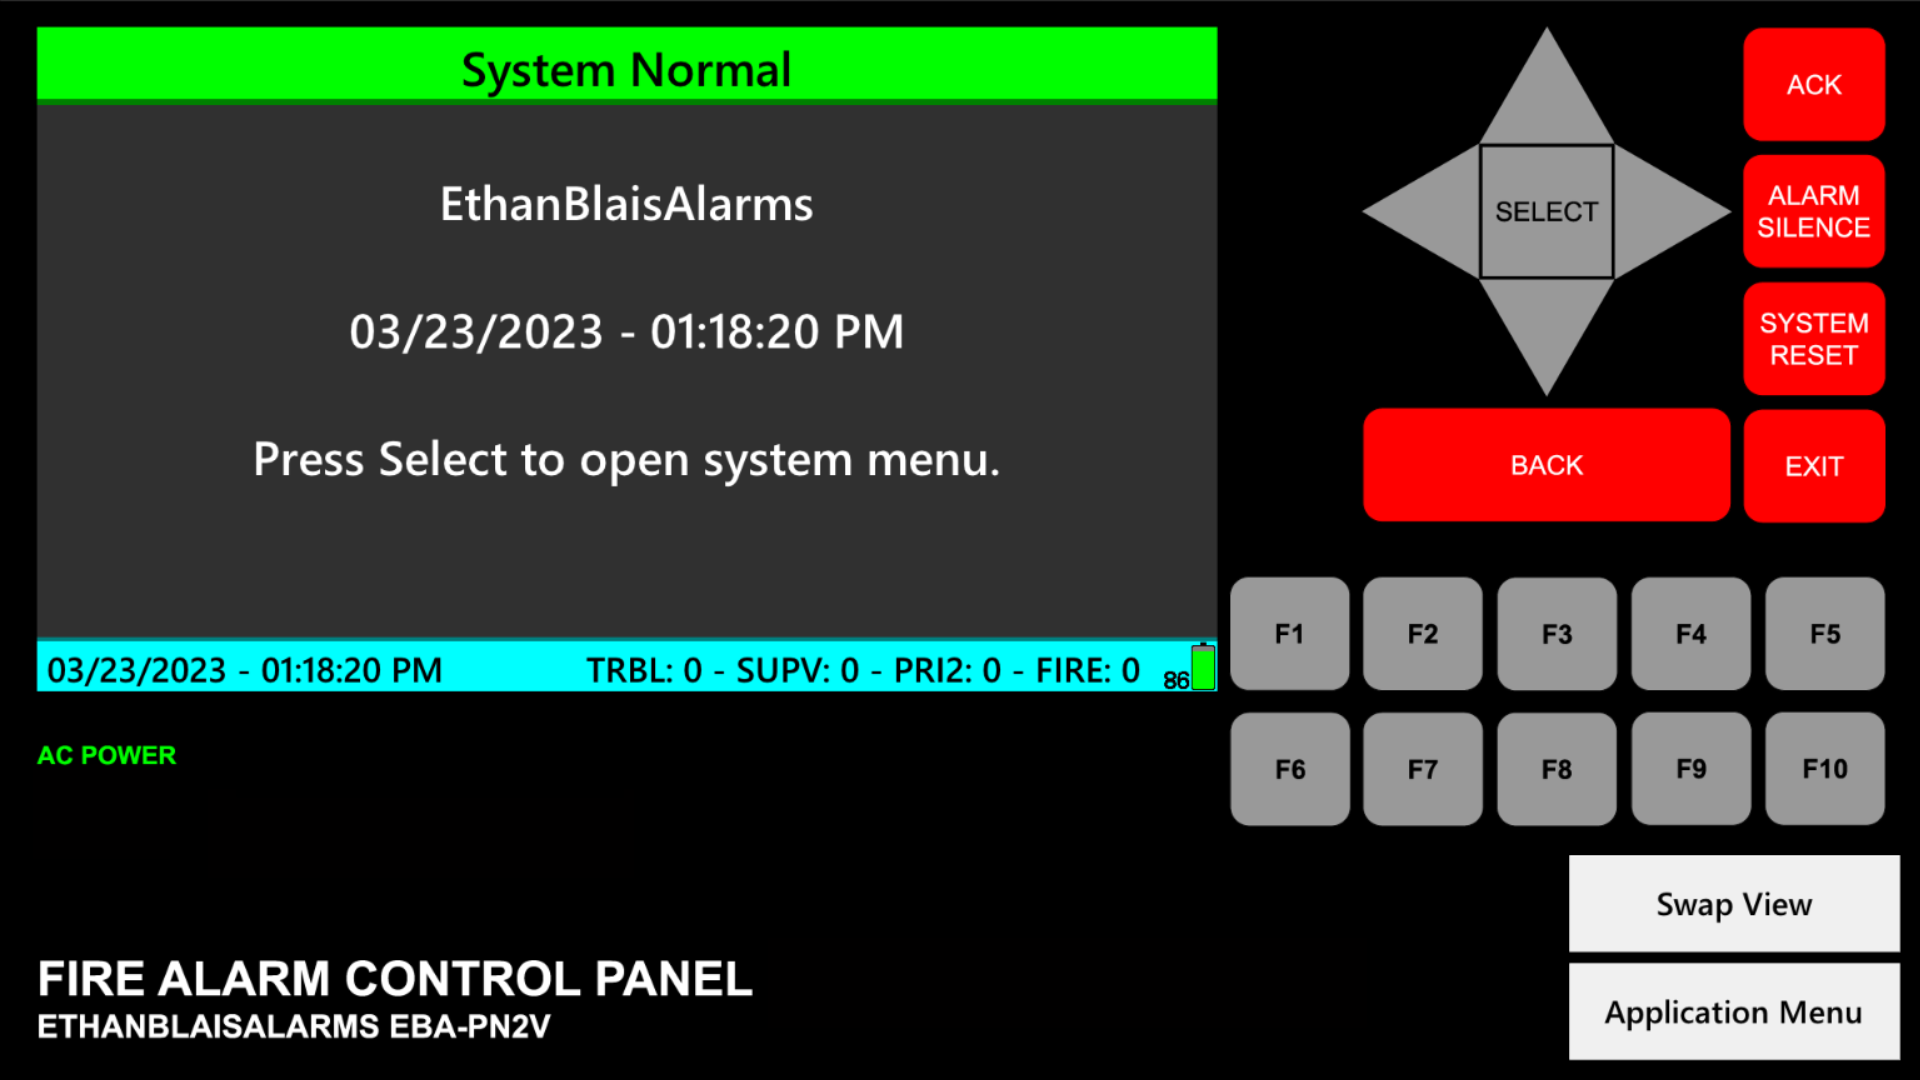 System Normal
EthanBlaisAlarms
03/23/2023 - 01:18:20 PM
Press Select to open system menu.
03/23/2023 - 01:18:20 PM
TRBL: 0 - SUPV: 0 - PRI2: 0 - FIRE: 0
86
AC POWER
FIRE ALARM CONTROL PANEL
ETHANBLAISALARMS EBA-PN2V
SELECT
ACK
ALARM
SILENCE
SYSTEM
RESET
BACK
EXIT
F1
F2
F3
F4
F5
F6
F7
F8
F9
F10
Swap View
Application Menu